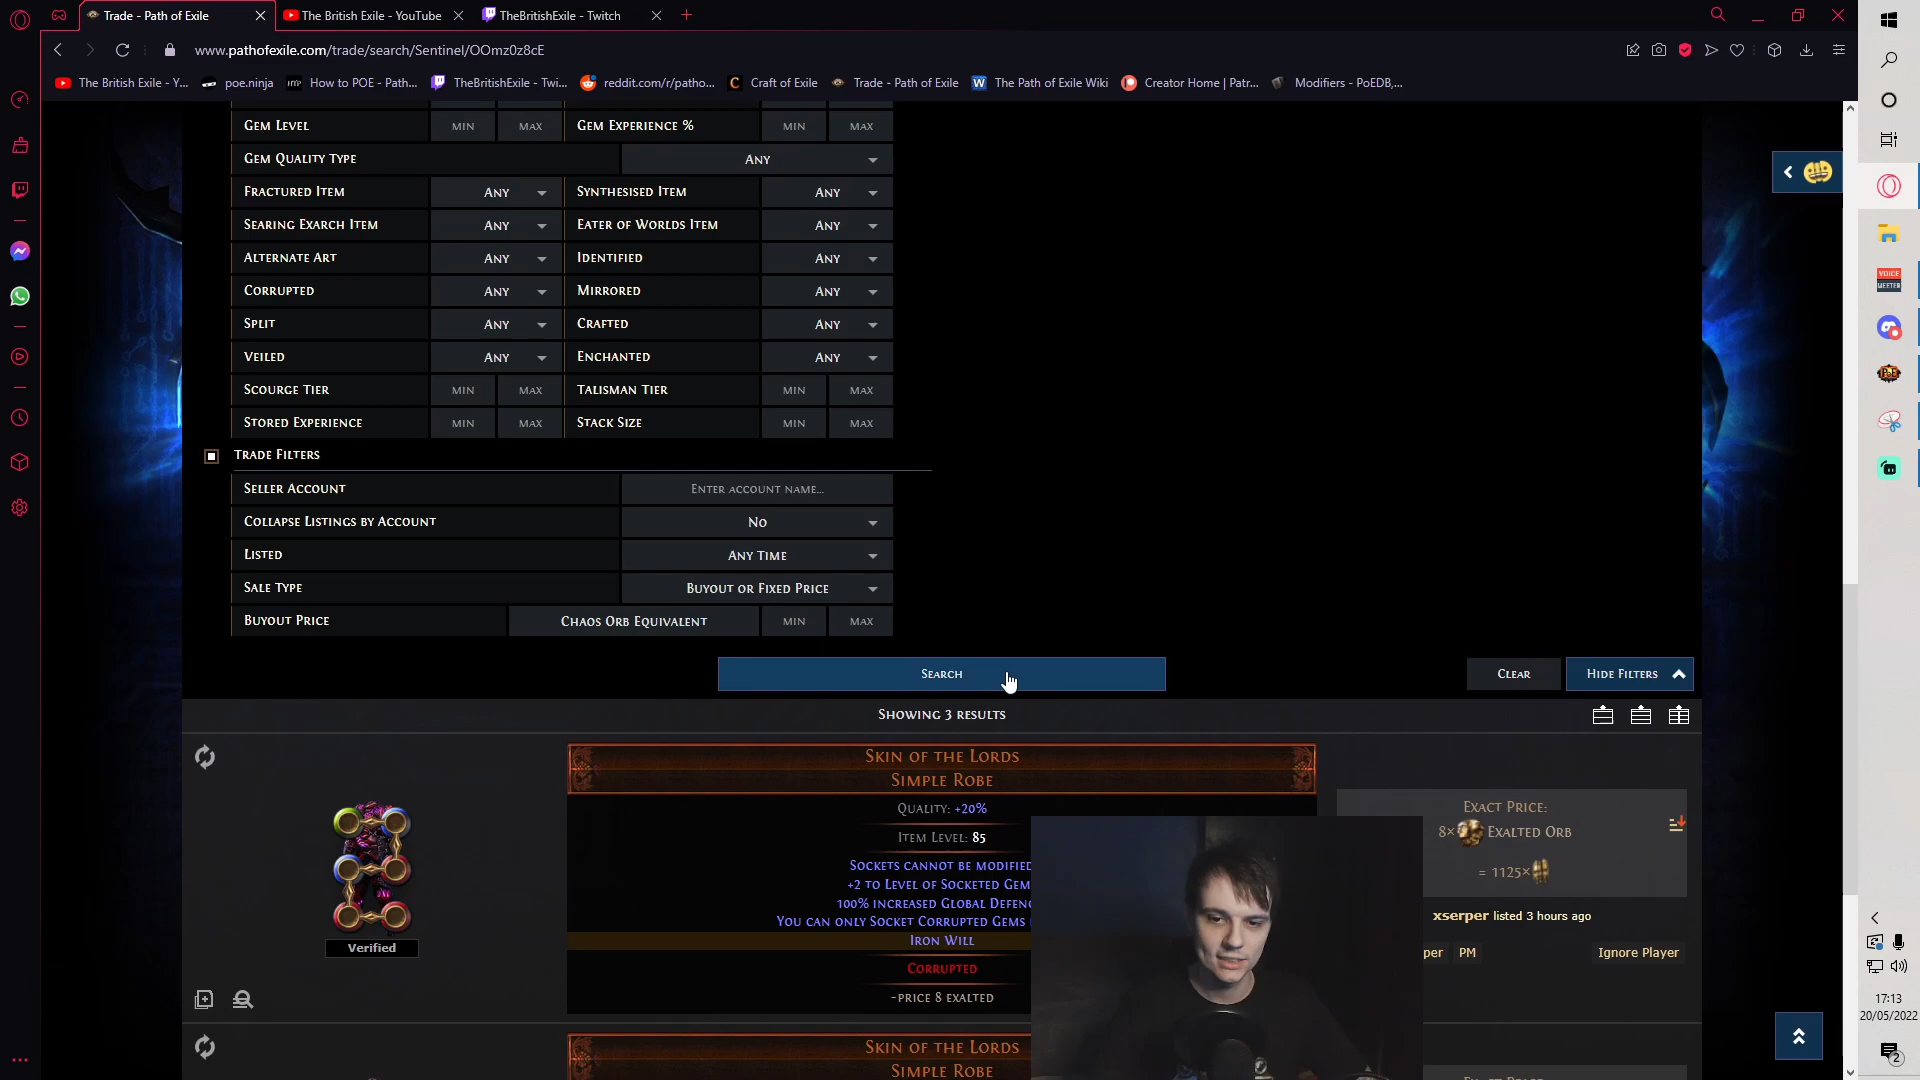 Trade - Path of Exile
The British Exile - YouTube
TheBritishExile - Twitch
www.pathofexile.com/trade/search/Sentinel/OOmz0z8cE
The British Exile - Y...
poe.ninja
How to POE - Path...
TheBritishExile - Twi...
reddit.com/r/patho...
Craft of Exile
Trade - Path of Exile
The Path of Exile Wiki
Creator Home | Patr...
Modifiers - PoEDB,...
Gem Level MIN MAX Gem Experience % MIN MAX
Gem Quality Type Any
Fractured Item Any Synthesised Item Any
Searing Exarch Item Any Eater of Worlds Item Any
Alternate Art Any Identified Any
Corrupted Any Mirrored Any
Split Any Crafted Any
Veiled Any Enchanted Any
Scourge Tier MIN MAX Talisman Tier MIN MAX
Stored Experience MIN MAX Stack Size MIN MAX
Trade Filters
Seller Account Enter account name...
Collapse Listings by Account No
Listed Any Time
Sale Type Buyout or Fixed Price
Buyout Price Chaos Orb Equivalent MIN MAX
Search
Clear
Hide Filters
Showing 3 results
Skin of the Lords
Simple Robe
Quality: +20%
Item Level: 85
Sockets cannot be modified
+2 to Level of Socketed Gem
100% increased Global Defenc
You can only Socket Corrupted Gems
Iron Will
Corrupted
~price 8 exalted
Verified
Exact Price:
8× Exalted Orb
= 1125×
xserper listed 3 hours ago
per PM Ignore Player
Skin of the Lords
Simple Robe
VOICE
MEETER
17:13
20/05/2022
2